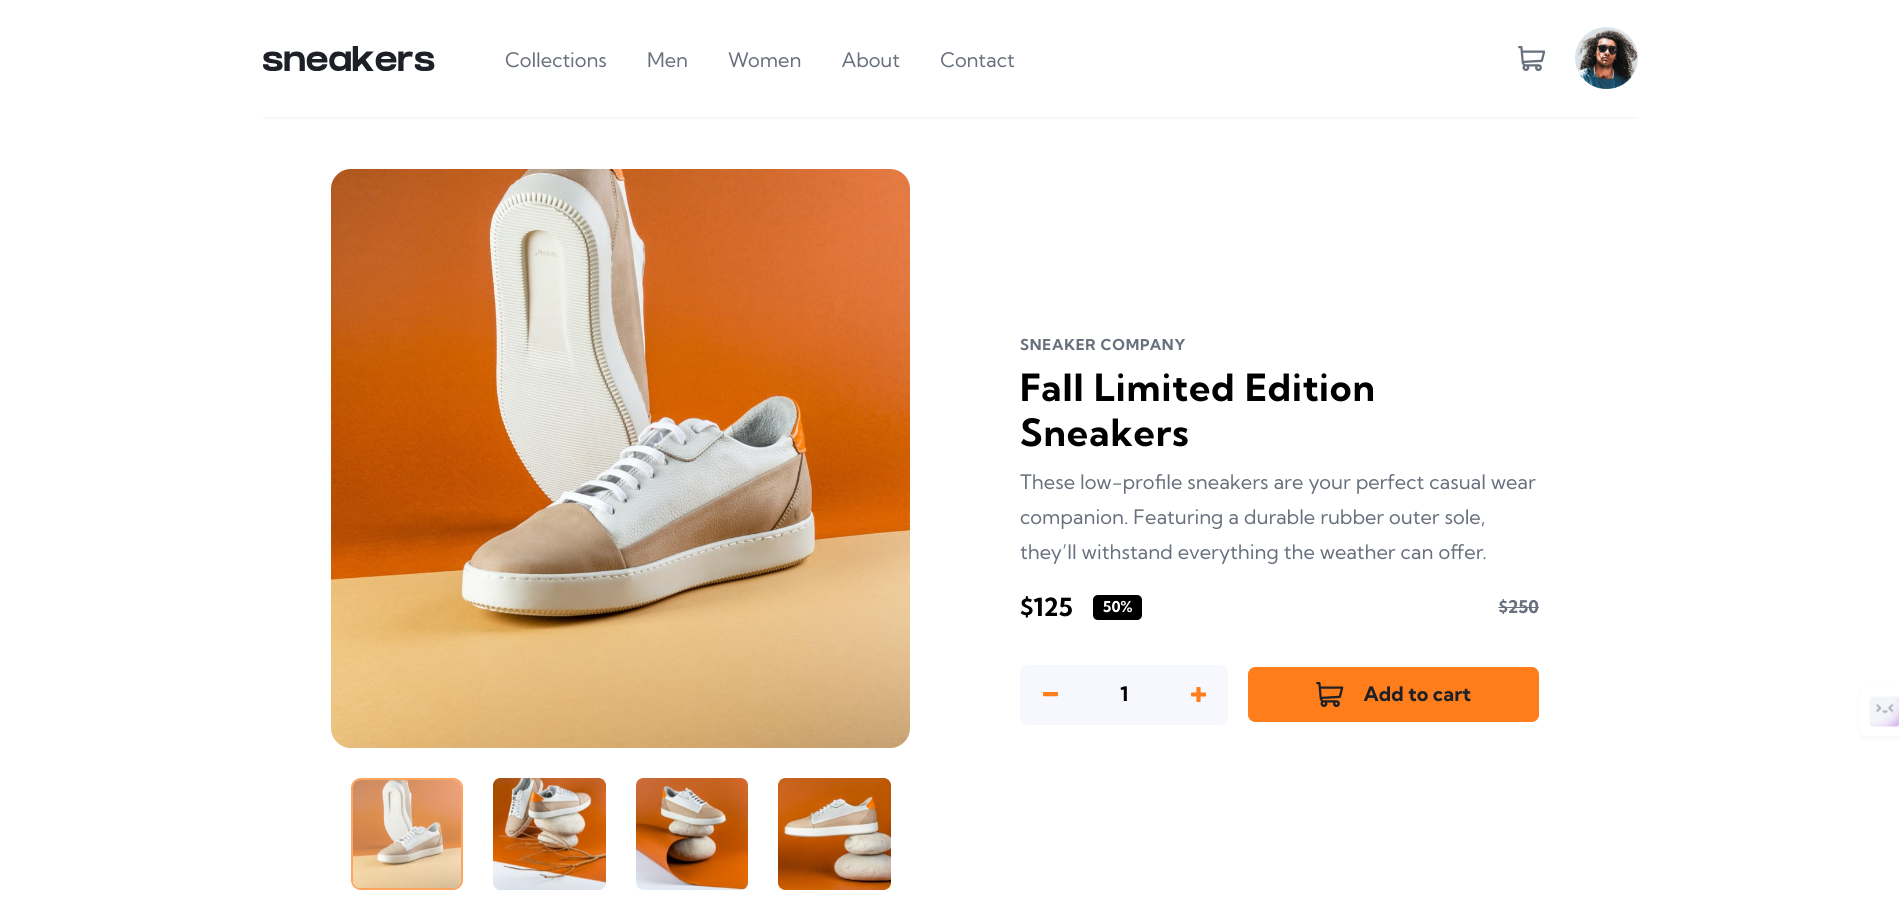 sneakers
Collections
Men
Women
About
Contact
SNEAKER COMPANY
Fall Limited Edition
Sneakers
These low-profile sneakers are your perfect casual wear
companion. Featuring a durable rubber outer sole,
they’ll withstand everything the weather can offer.
$125
50%
$250
1
Add to cart